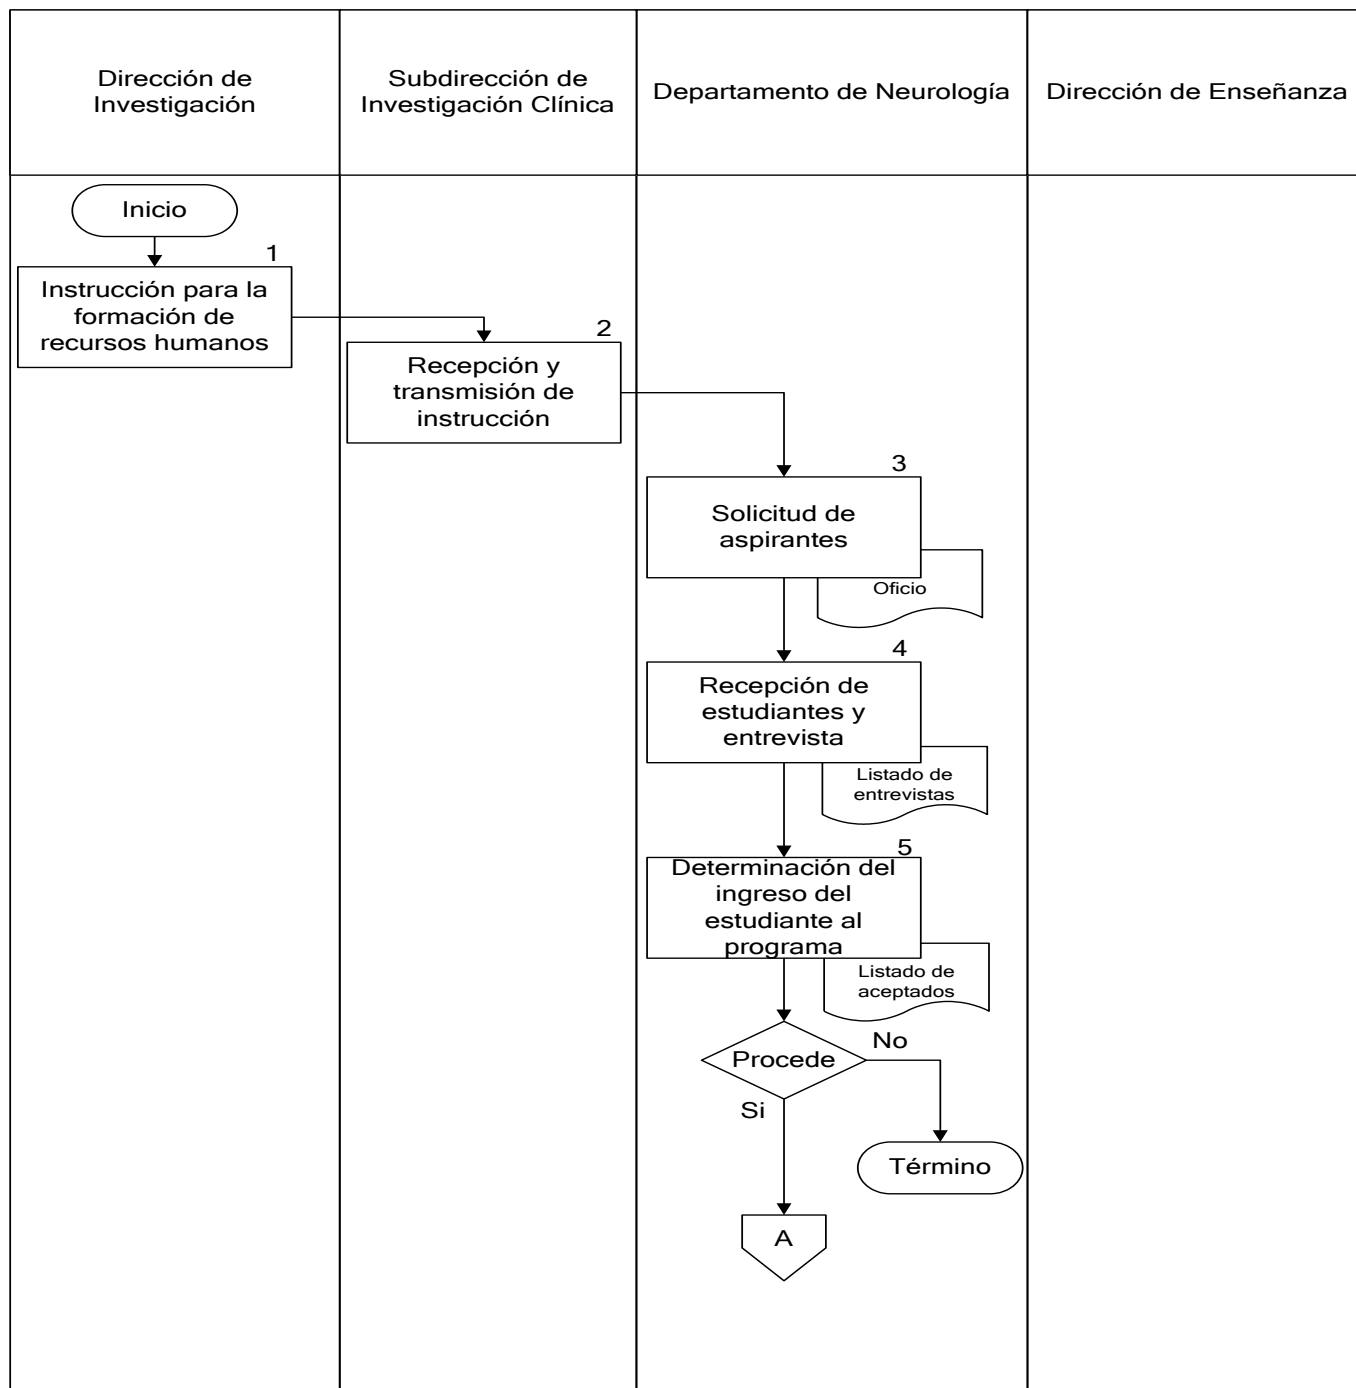 Dirección de
Investigación
Subdirección de
Investigación Clínica
Departamento de Neurología
Dirección de Enseñanza
Inicio
1
Instrucción para la
formación de
recursos humanos
2
Recepción y
transmisión de
instrucción
3
Solicitud de
aspirantes
Oficio
4
Recepción de
estudiantes y
entrevista
Listado de
entrevistas
5
Determinación del
ingreso del
estudiante al
programa
Listado de
aceptados
Procede
No
Si
Término
A